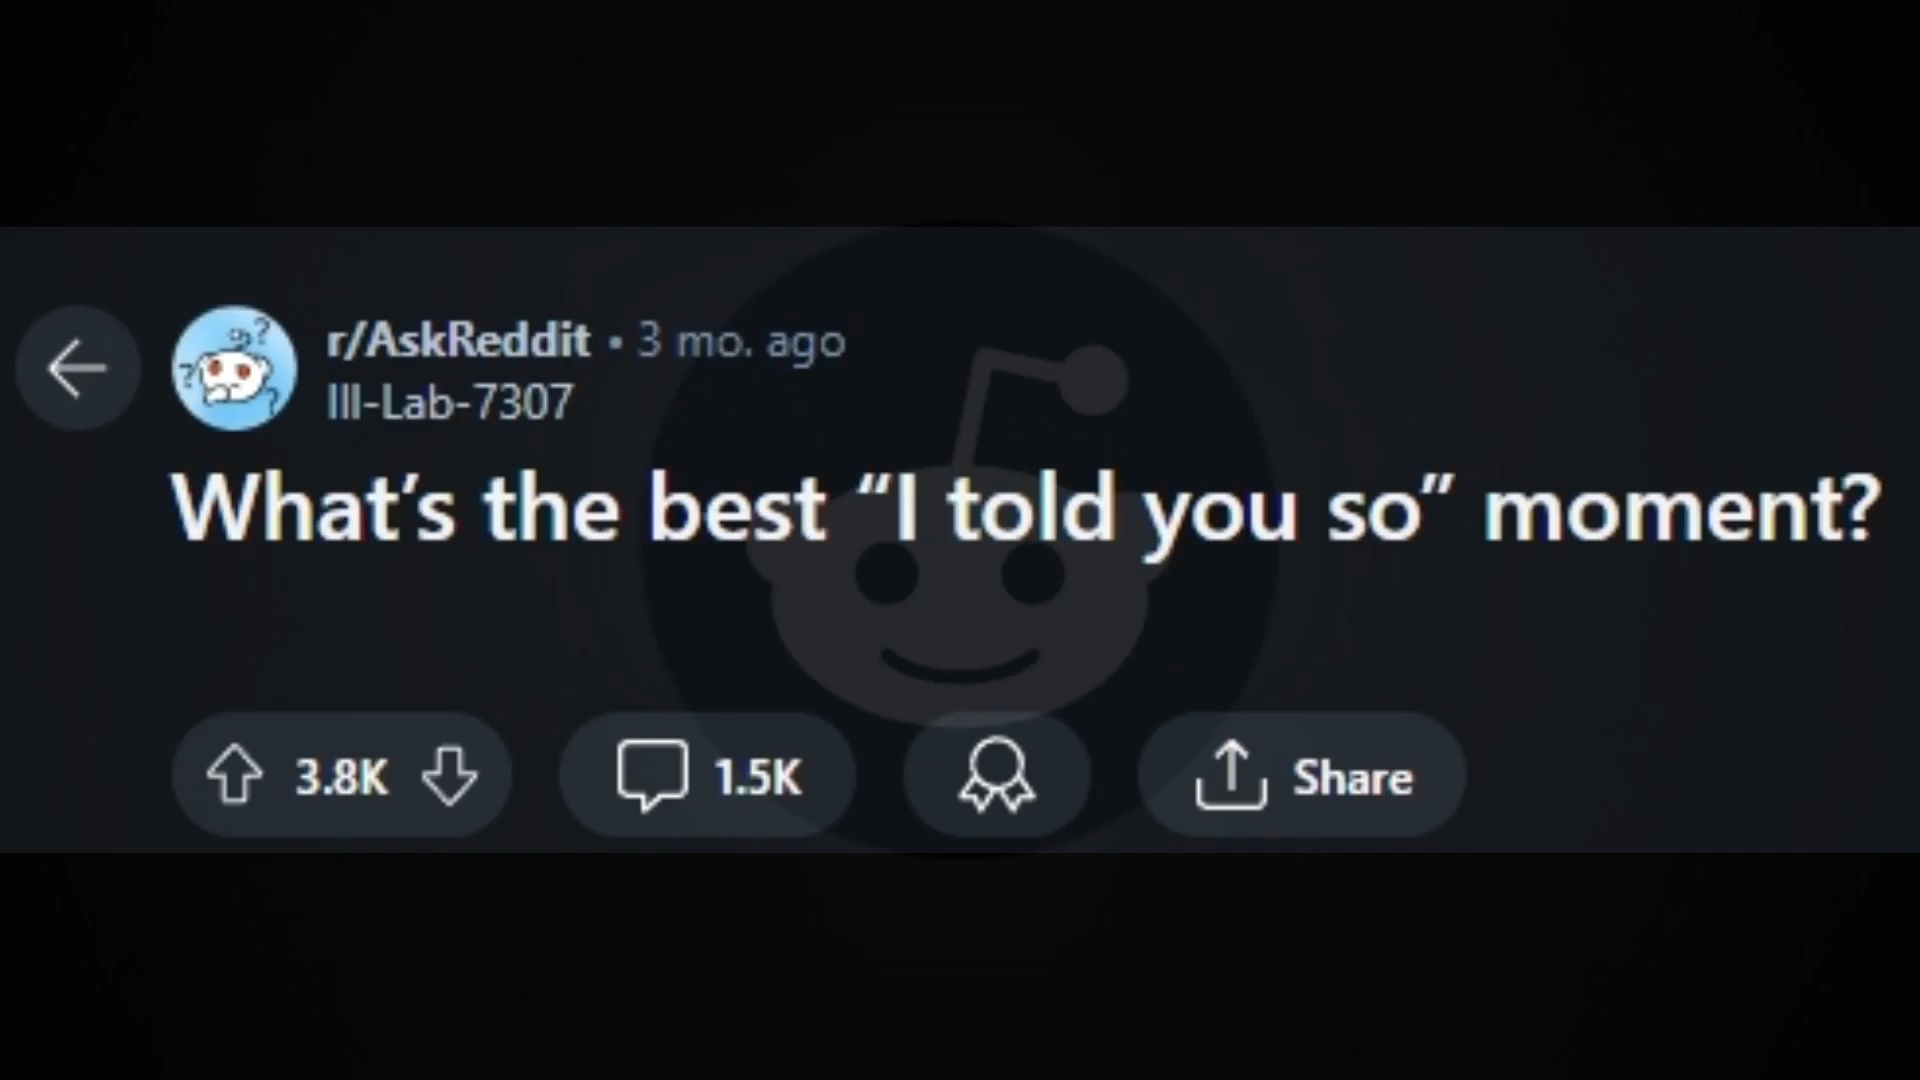 r/AskReddit • 3 mo. ago
Ill-Lab-7307
What’s the best “I told you so” moment?
3.8K 1.5K Share